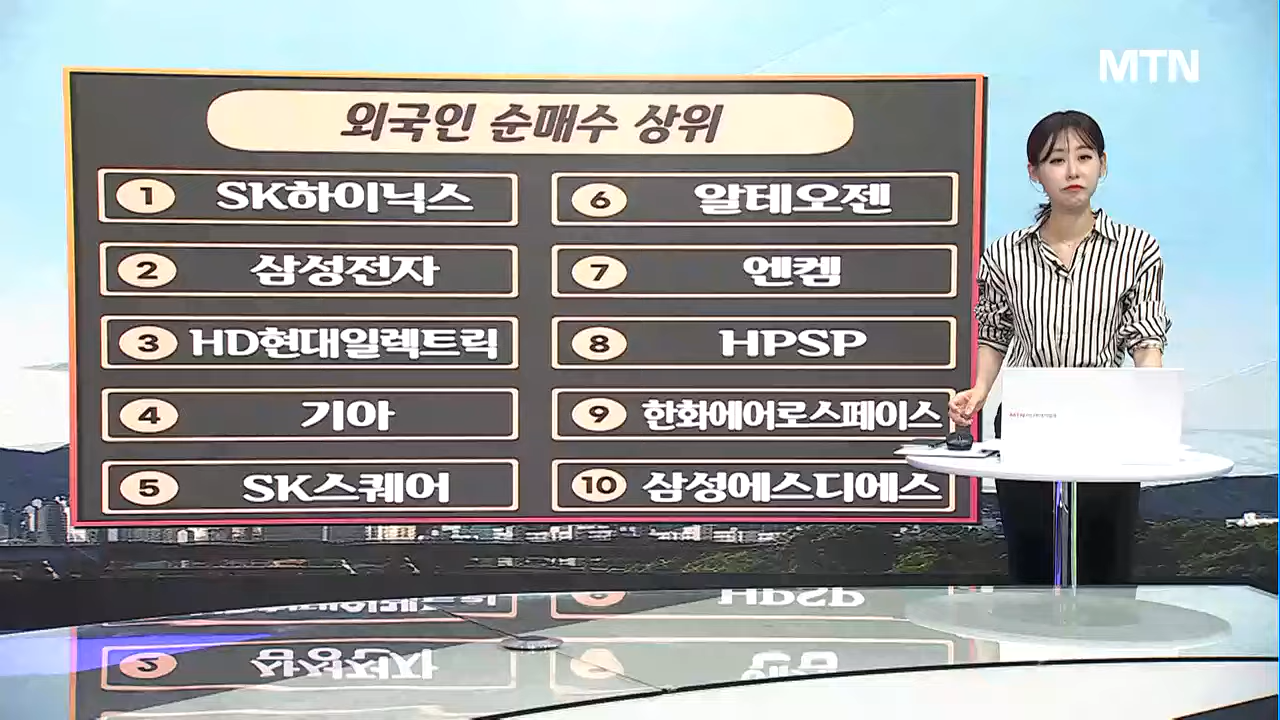 MTN
외국인 순매수 상위
1 SK하이닉스
2 삼성전자
3 HD현대일렉트릭
4 기아
5 SK스퀘어
6 알테오젠
7 엔켐
8 HPSP
9 한화에어로스페이스
10 삼성에스디에스
MTN